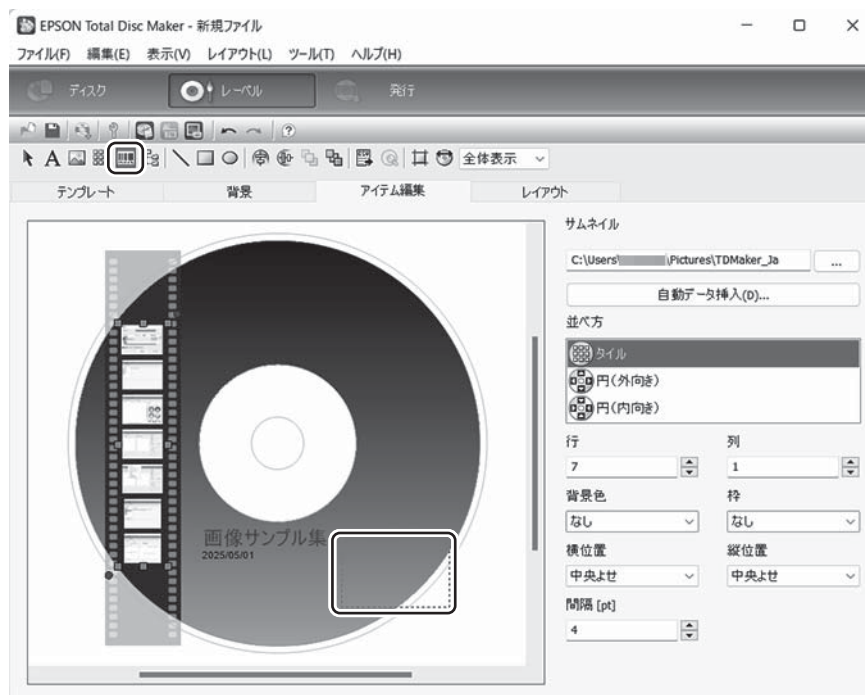 EPSON Total Disc Maker - 新規ファイル
ファイル(F) 編集(E) 表示(V) レイアウト(L) ツール(T) ヘルプ(H)
ディスク レーベル 発行
全体表示
テンプレート 背景 アイテム編集 レイアウト
サムネイル
C:\Users\ \Pictures\TDMaker_Ja ...
自動データ挿入(D)...
並べ方
タイル
円(外向き)
円(内向き)
行 列
7 1
背景色 枠
なし なし
横位置 縦位置
中央よせ 中央よせ
間隔 [pt]
4
画像サンプル集
2025/05/01